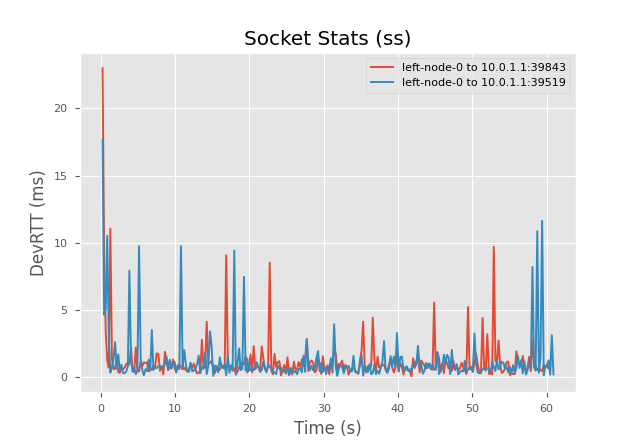 Socket Stats (ss)
left-node-0 to 10.0.1.1:39843
left-node-0 to 10.0.1.1:39519
DevRTT (ms)
20
15
10
5
0
0 10 20 30 40 50 60
Time (s)